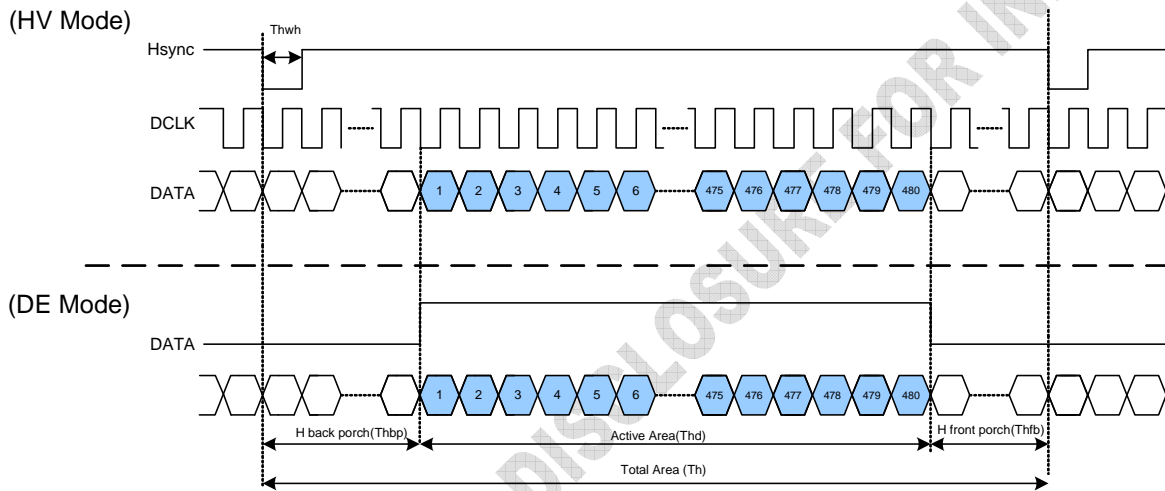 (HV Mode)
Thwh
Hsync
DCLK
DATA
1 2 3 4 5 6 475 476 477 478 479 480
(DE Mode)
DATA
1 2 3 4 5 6 475 476 477 478 479 480
H back porch(Thbp)
Active Area(Thd)
H front porch(Thfb)
Total Area (Th)
DISCLOSURE FOR